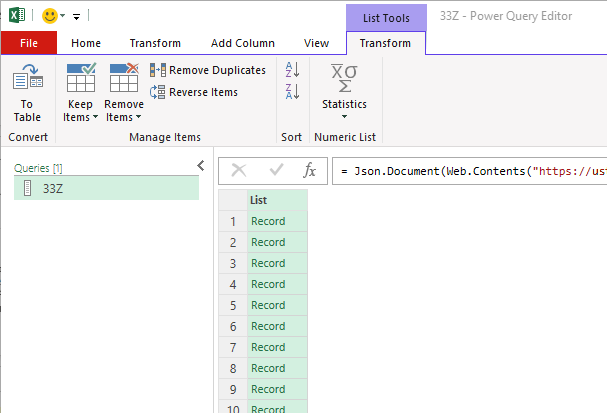 List Tools
33Z - Power Query Editor
File
Home
Transform
Add Column
View
Transform
To
Table
Keep
Items
Remove
Items
Remove Duplicates
Reverse Items
A
Z
Z
A
Statistics
Convert
Manage Items
Sort
Numeric List
Queries [1]
33Z
fx
= Json.Document(Web.Contents("https://ust
List
1 Record
2 Record
3 Record
4 Record
5 Record
6 Record
7 Record
8 Record
9 Record
10 Record